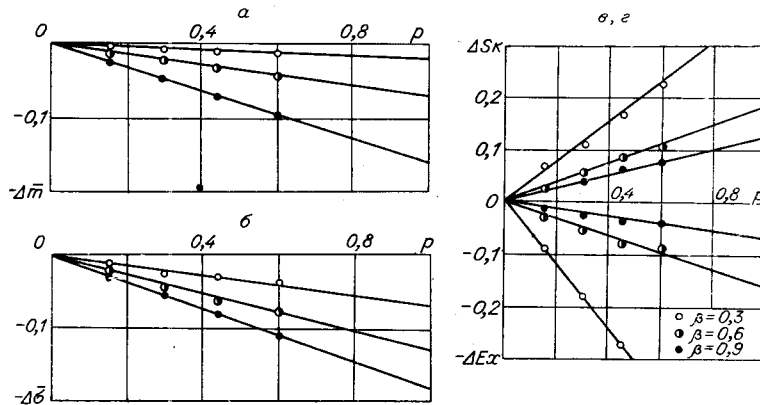 а
0
0,4
0,8
р
-0,1
-Δm̄
б
0
0,4
0,8
р
-0,1
-Δσ̄
в, г
ΔSк
0,2
0,1
0
0,4
0,8
р
-0,1
-0,2
-ΔEx
○ β=0,3
◑ β=0,6
● β=0,9